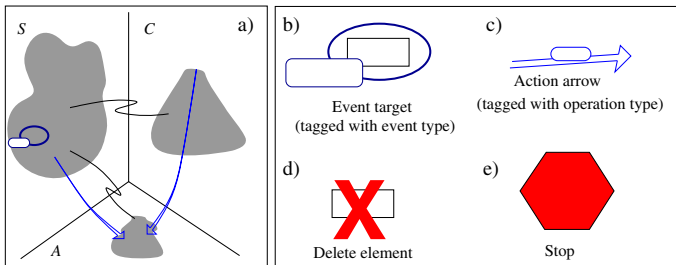 S
C
a)
A
b)
Event target
(tagged with event type)
c)
Action arrow
(tagged with operation type)
d)
Delete element
e)
Stop